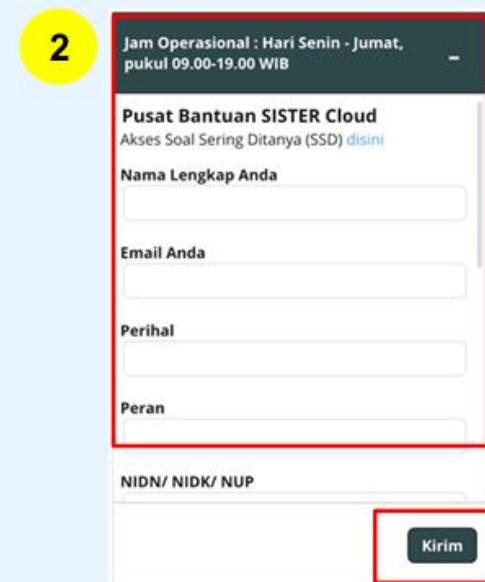 2
Jam Operasional : Hari Senin - Jumat,
pukul 09.00-19.00 WIB
Pusat Bantuan SISTER Cloud
Akses Soal Sering Ditanya (SSD) disini
Nama Lengkap Anda
Email Anda
Perihal
Peran
NIDN/ NIDK/ NUP
Kirim